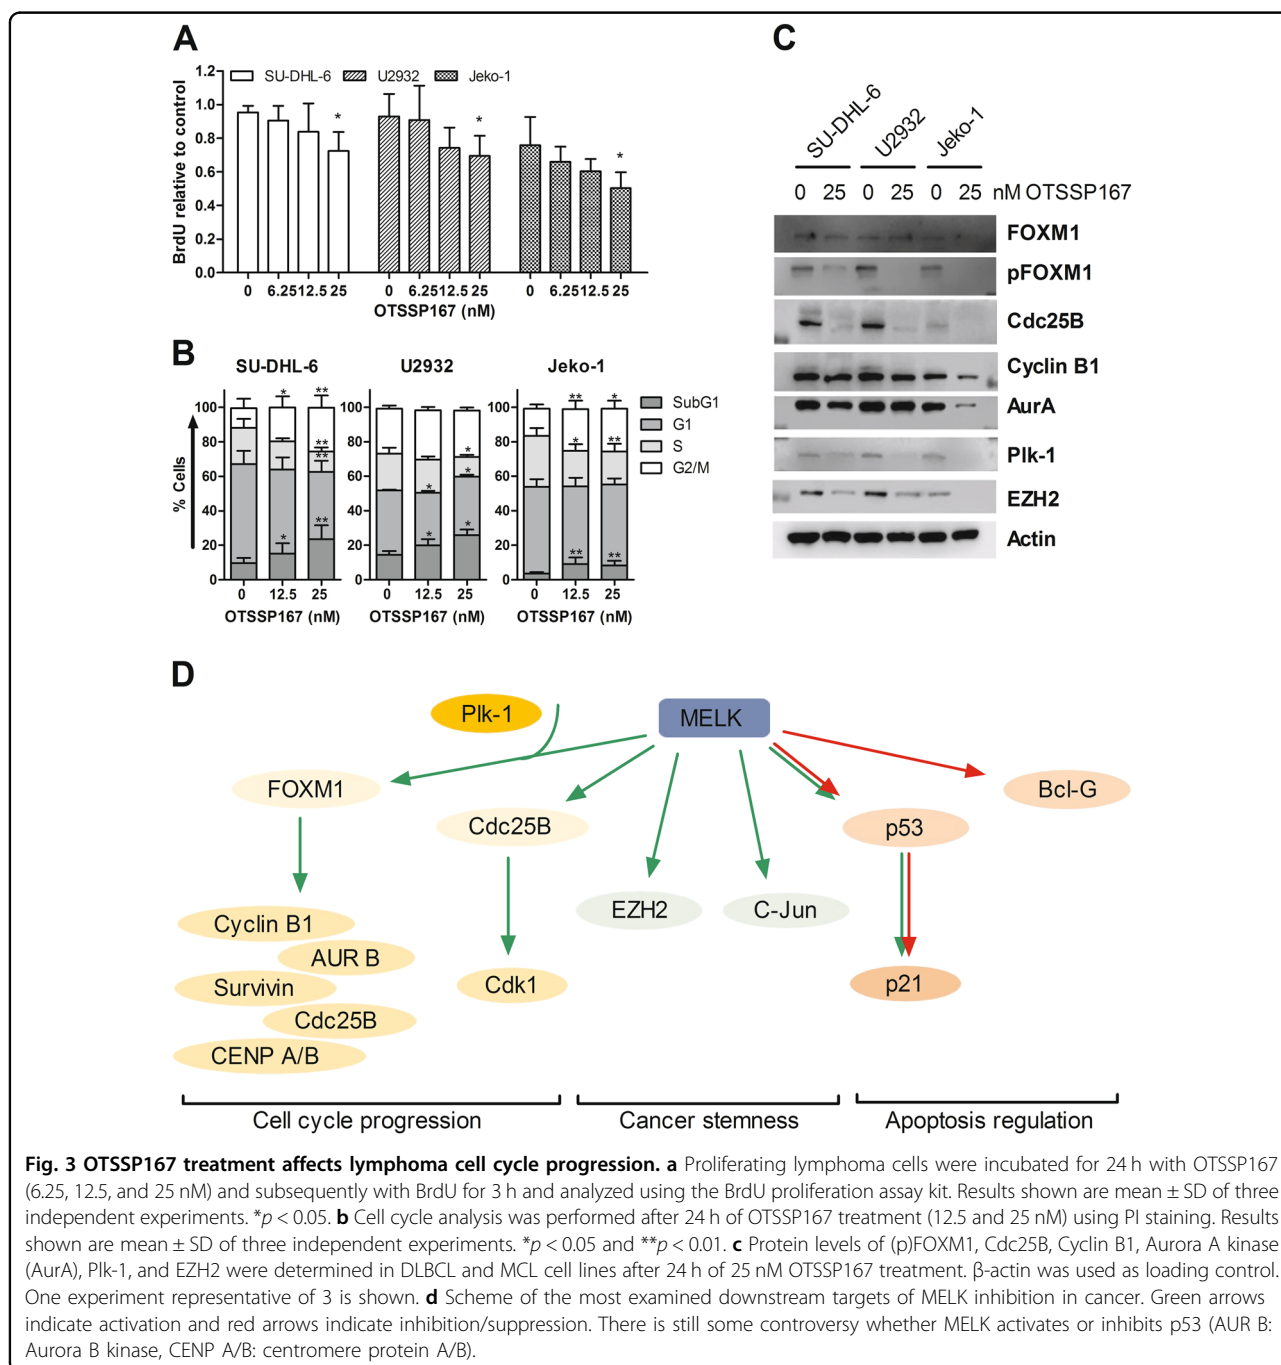 A
SU-DHL-6 U2932 Jeko-1
BrdU relative to control
1.2
1.0
0.8
0.6
0.4
0.2
0.0
* * *
0 6.25 12.5 25 0 6.25 12.5 25 0 6.25 12.5 25
OTSSP167 (nM)
B
SU-DHL-6 U2932 Jeko-1
% Cells
100 100 100
80 80 80
60 60 60
40 40 40
20 20 20
0 0 0
* ** ** *
** * * **
** *
* ** * * ** **
SubG1
G1
S
G2/M
0 12.5 25 0 12.5 25 0 12.5 25
OTSSP167 (nM) OTSSP167 (nM) OTSSP167 (nM)
C
SU-DHL-6 U2932 Jeko-1
0 25 0 25 0 25 nM OTSSP167
FOXM1
pFOXM1
Cdc25B
Cyclin B1
AurA
Plk-1
EZH2
Actin
D
Plk-1 MELK
FOXM1 Bcl-G
Cdc25B p53
EZH2 C-Jun
Cyclin B1
AUR B
Survivin Cdk1 p21
Cdc25B
CENP A/B
Cell cycle progression Cancer stemness Apoptosis regulation
Fig. 3 OTSSP167 treatment affects lymphoma cell cycle progression. a Proliferating lymphoma cells were incubated for 24 h with OTSSP167
(6.25, 12.5, and 25 nM) and subsequently with BrdU for 3 h and analyzed using the BrdU proliferation assay kit. Results shown are mean ± SD of three
independent experiments. *p < 0.05. b Cell cycle analysis was performed after 24 h of OTSSP167 treatment (12.5 and 25 nM) using PI staining. Results
shown are mean ± SD of three independent experiments. *p < 0.05 and **p < 0.01. c Protein levels of (p)FOXM1, Cdc25B, Cyclin B1, Aurora A kinase
(AurA), Plk-1, and EZH2 were determined in DLBCL and MCL cell lines after 24 h of 25 nM OTSSP167 treatment. β-actin was used as loading control.
One experiment representative of 3 is shown. d Scheme of the most examined downstream targets of MELK inhibition in cancer. Green arrows
indicate activation and red arrows indicate inhibition/suppression. There is still some controversy whether MELK activates or inhibits p53 (AUR B:
Aurora B kinase, CENP A/B: centromere protein A/B).